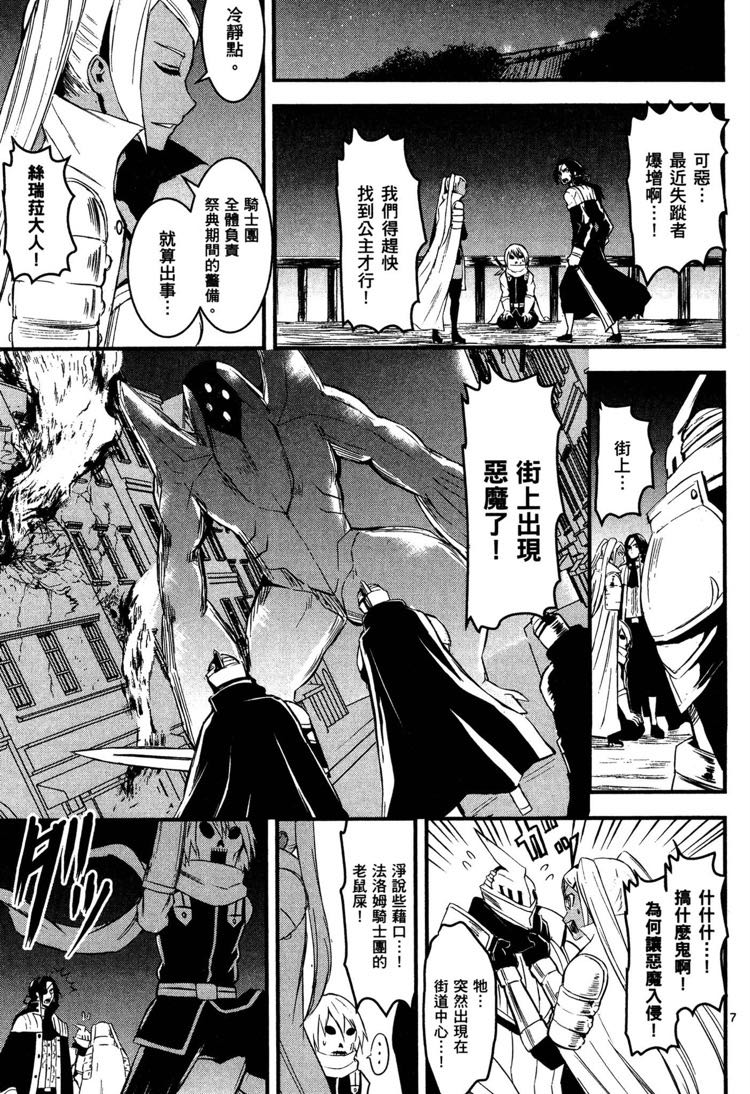 可惡…
最近失蹤者
爆增啊…！
我們得趕快
找到公主才行！
冷靜點。
騎士團
全體負責
祭典期間的警備。
就算出事…
絲瑞菈大人！
街上…
街上出現
惡魔了！
什什什…！
搞什麼鬼啊！
為何讓惡魔入侵！
牠…
突然出現在
街道中心…！
淨說些藉口…！
法洛姆騎士團的
老鼠屎！
…
7